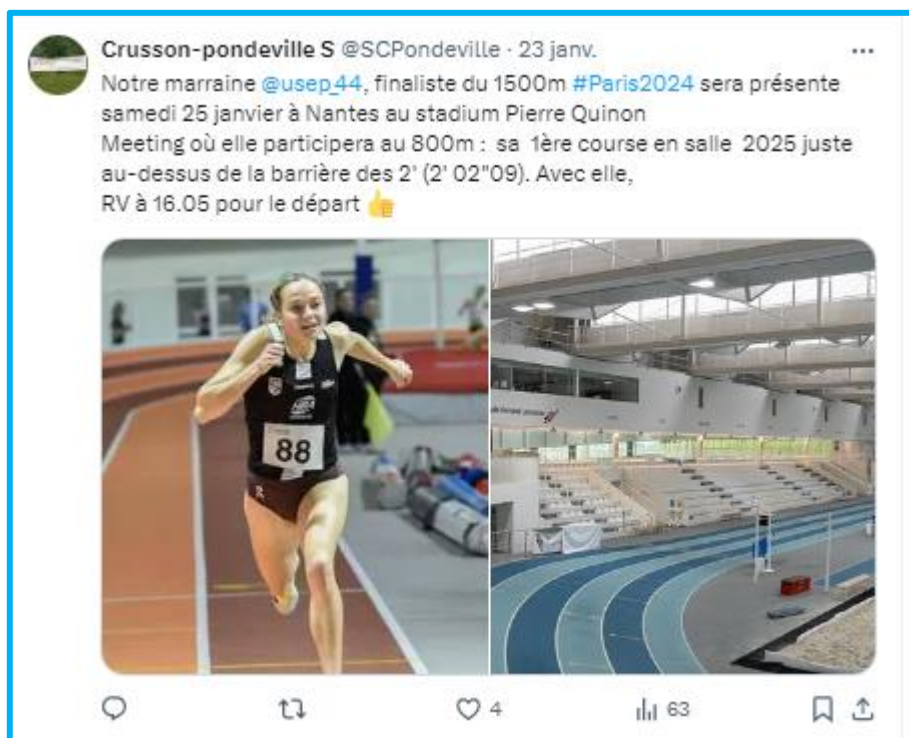 Crusson-pondeville S @SCPondeville · 23 janv.
Notre marraine @usep_44, finaliste du 1500m #Paris2024 sera présente
samedi 25 janvier à Nantes au stadium Pierre Quinon
Meeting où elle participera au 800m : sa 1ère course en salle 2025 juste
au-dessus de la barrière des 2' (2' 02"09). Avec elle,
RV à 16.05 pour le départ 👍
88
4
63